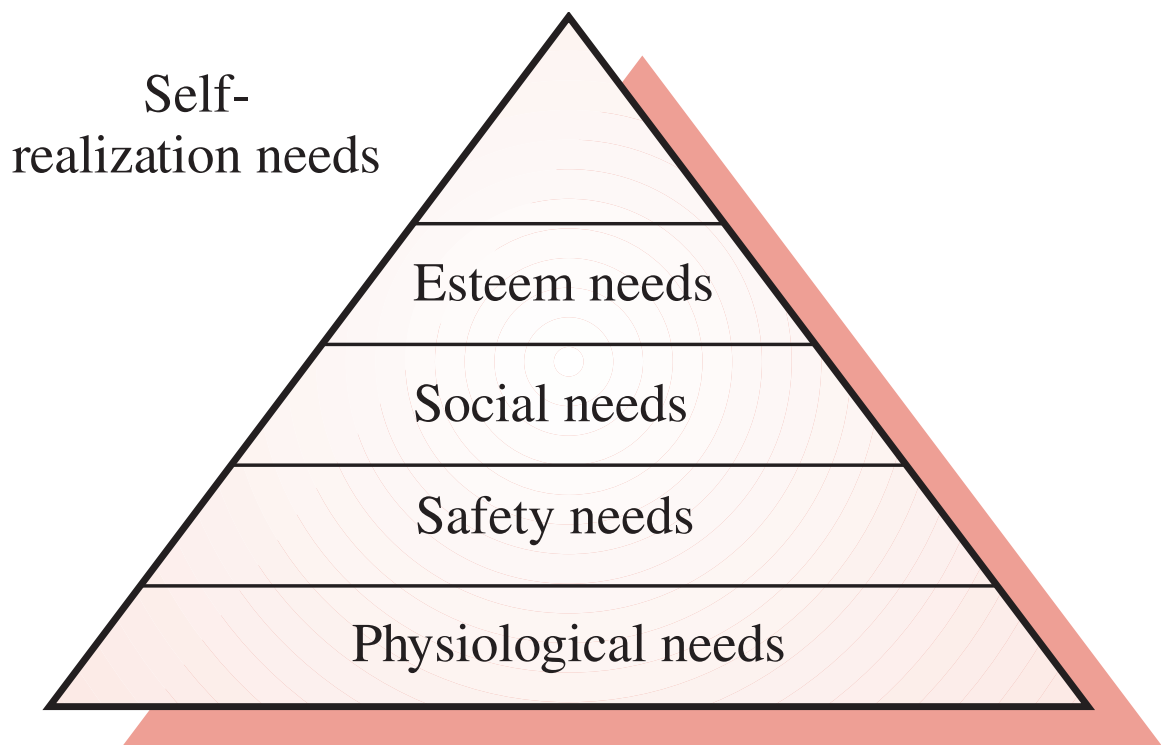 Self-
realization needs
Esteem needs
Social needs
Safety needs
Physiological needs